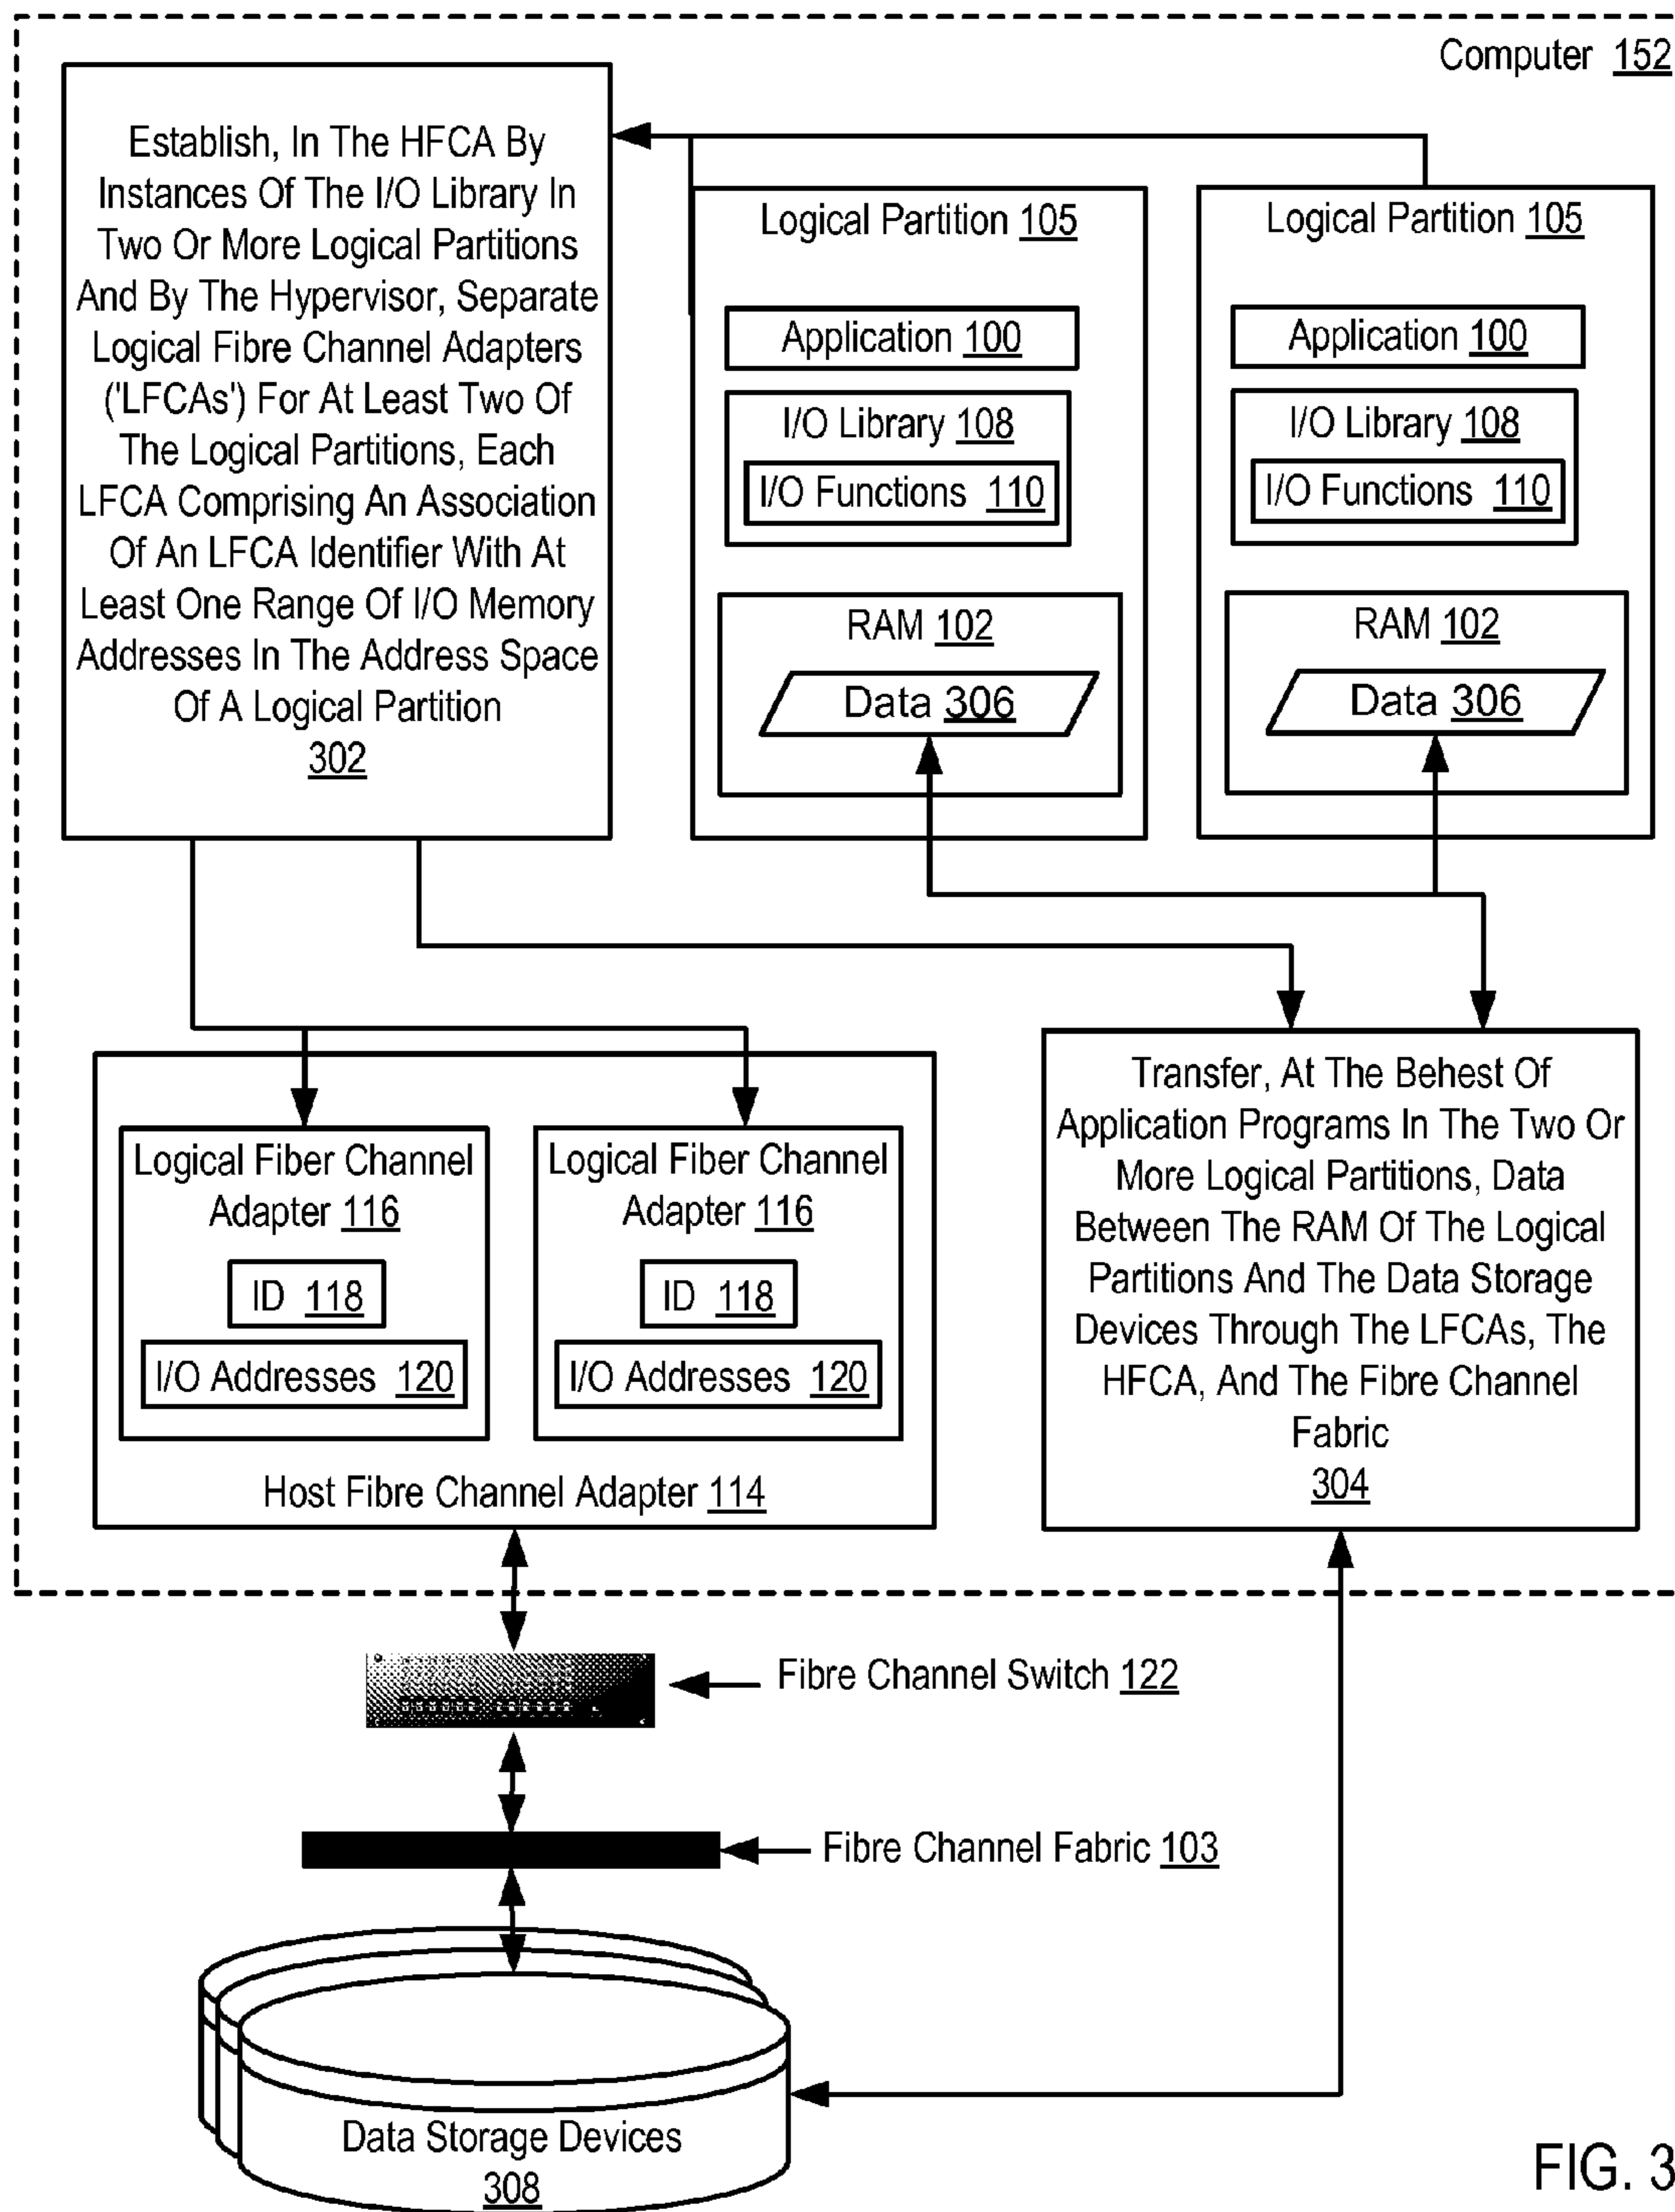 Computer 152
Establish, In The HFCA By
Instances Of The I/O Library In
Two Or More Logical Partitions
And By The Hypervisor, Separate
Logical Fibre Channel Adapters
('LFCAs') For At Least Two Of
The Logical Partitions, Each
LFCA Comprising An Association
Of An LFCA Identifier With At
Least One Range Of I/O Memory
Addresses In The Address Space
Of A Logical Partition
302
Logical Partition 105
Application 100
I/O Library 108
I/O Functions 110
RAM 102
Data 306
Logical Partition 105
Application 100
I/O Library 108
I/O Functions 110
RAM 102
Data 306
Logical Fiber Channel
Adapter 116
ID 118
I/O Addresses 120
Logical Fiber Channel
Adapter 116
ID 118
I/O Addresses 120
Host Fibre Channel Adapter 114
Transfer, At The Behest Of
Application Programs In The Two Or
More Logical Partitions, Data
Between The RAM Of The Logical
Partitions And The Data Storage
Devices Through The LFCAs, The
HFCA, And The Fibre Channel
Fabric
304
Fibre Channel Switch 122
Fibre Channel Fabric 103
Data Storage Devices
308
FIG. 3